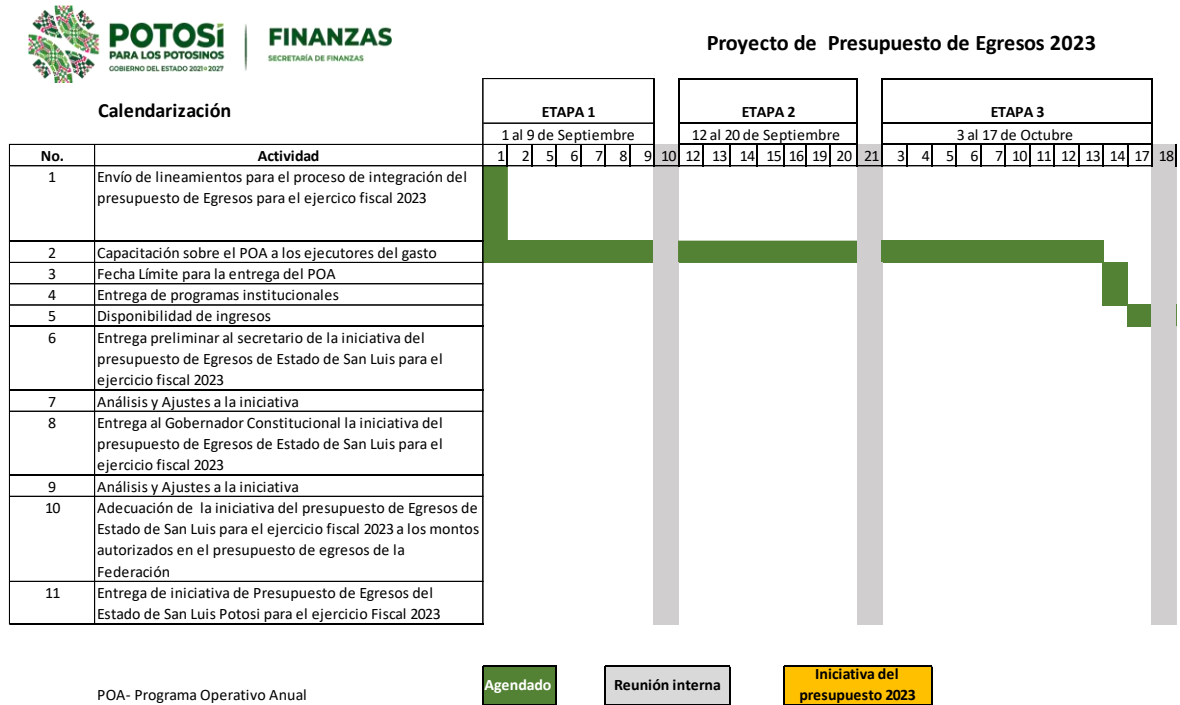 POTOSÍ
PARA LOS POTOSINOS
GOBIERNO DEL ESTADO 2021-2027
FINANZAS
SECRETARÍA DE FINANZAS
Proyecto de Presupuesto de Egresos 2023
Calendarización
ETAPA 1
ETAPA 2
ETAPA 3
1 al 9 de Septiembre
12 al 20 de Septiembre
3 al 17 de Octubre
No. Actividad 1 2 5 6 7 8 9 10 12 13 14 15 16 19 20 21 3 4 5 6 7 10 11 12 13 14 17 18
1 Envío de lineamientos para el proceso de integración del
presupuesto de Egresos para el ejercico fiscal 2023
2 Capacitación sobre el POA a los ejecutores del gasto
3 Fecha Límite para la entrega del POA
4 Entrega de programas institucionales
5 Disponibilidad de ingresos
6 Entrega preliminar al secretario de la iniciativa del
presupuesto de Egresos de Estado de San Luis para el
ejercicio fiscal 2023
7 Análisis y Ajustes a la iniciativa
8 Entrega al Gobernador Constitucional la iniciativa del
presupuesto de Egresos de Estado de San Luis para el
ejercicio fiscal 2023
9 Análisis y Ajustes a la iniciativa
10 Adecuación de la iniciativa del presupuesto de Egresos de
Estado de San Luis para el ejercicio fiscal 2023 a los montos
autorizados en el presupuesto de egresos de la
Federación
11 Entrega de iniciativa de Presupuesto de Egresos del
Estado de San Luis Potosi para el ejercicio Fiscal 2023
POA- Programa Operativo Anual
Agendado
Reunión interna
Iniciativa del
presupuesto 2023